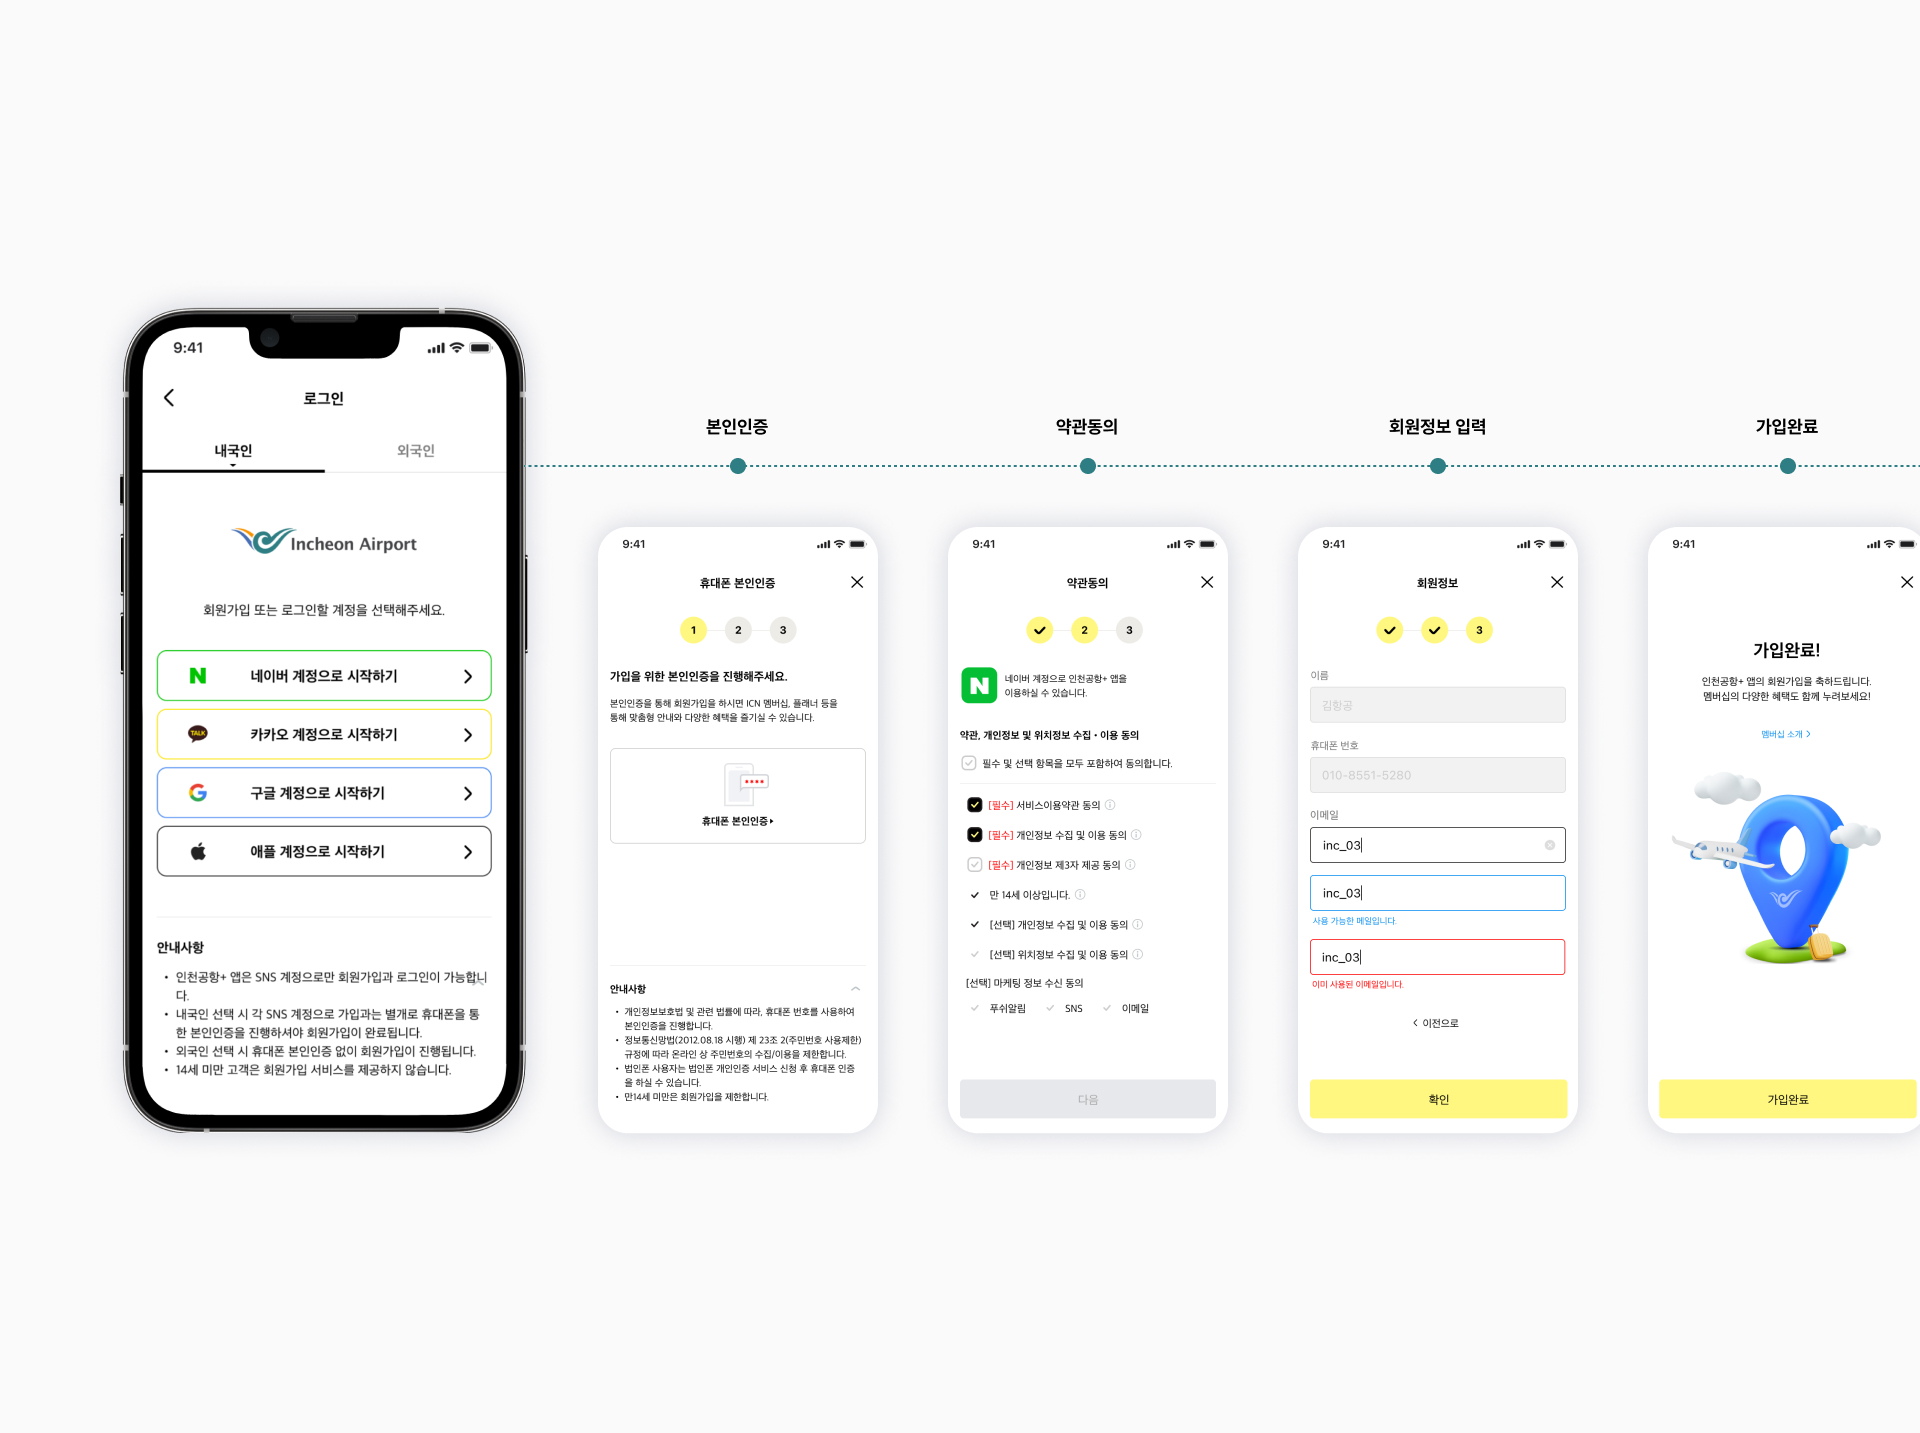 9:41
로그인
내국인
외국인
Incheon Airport
회원가입 또는 로그인할 계정을 선택해주세요.
N 네이버 계정으로 시작하기
TALK 카카오 계정으로 시작하기
G 구글 계정으로 시작하기
애플 계정으로 시작하기
안내사항
• 인천공항+ 앱은 SNS 계정으로만 회원가입과 로그인이 가능합니
다.
• 내국인 선택 시 각 SNS 계정으로 가입과는 별개로 휴대폰을 통
한 본인인증을 진행하셔야 회원가입이 완료됩니다.
• 외국인 선택 시 휴대폰 본인인증 없이 회원가입이 진행됩니다.
• 14세 미만 고객은 회원가입 서비스를 제공하지 않습니다.
본인인증
9:41
휴대폰 본인인증
1 2 3
가입을 위한 본인인증을 진행해주세요.
본인인증을 통해 회원가입을 하시면 ICN 멤버십, 플래너 등을
통해 맞춤형 안내와 다양한 혜택을 즐기실 수 있습니다.
휴대폰 본인인증
안내사항
• 개인정보보호법 및 관련 법률에 따라, 휴대폰 번호를 사용하여
본인인증을 진행합니다.
• 정보통신망법(2012.08.18 시행) 제 23조 2(주민번호 사용제한)
규정에 따라 온라인 상 주민번호의 수집/이용을 제한합니다.
• 법인폰 사용자는 법인폰 개인인증 서비스 신청 후 휴대폰 인증
을 하실 수 있습니다.
• 만14세 미만은 회원가입을 제한합니다.
약관동의
9:41
약관동의
2 3
N
네이버 계정으로 인천공항+ 앱을
이용하실 수 있습니다.
약관, 개인정보 및 위치정보 수집 • 이용 동의
필수 및 선택 항목을 모두 포함하여 동의합니다.
[필수] 서비스이용약관 동의
[필수] 개인정보 수집 및 이용 동의
[필수] 개인정보 제3자 제공 동의
만 14세 이상입니다.
[선택] 개인정보 수집 및 이용 동의
[선택] 위치정보 수집 및 이용 동의
[선택] 마케팅 정보 수신 동의
푸쉬알림 SNS 이메일
다음
회원정보 입력
9:41
회원정보
3
이름
김항공
휴대폰 번호
010-8551-5280
이메일
inc_03
inc_03
사용 가능한 메일입니다.
inc_03
이미 사용된 이메일입니다.
이전으로
확인
가입완료
9:41
가입완료!
인천공항+ 앱의 회원가입을 축하드립니다.
멤버십의 다양한 혜택도 함께 누려보세요!
멤버십 소개
가입완료